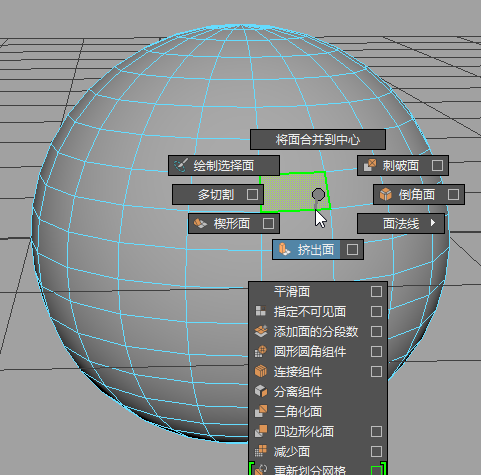 将面合并到中心
绘制选择面
刺破面
多切割
倒角面
楔形面
面法线
挤出面
平滑面
指定不可见面
添加面的分段数
圆形圆角组件
连接组件
分离组件
三角化面
四边形化面
减少面
重新划分网格